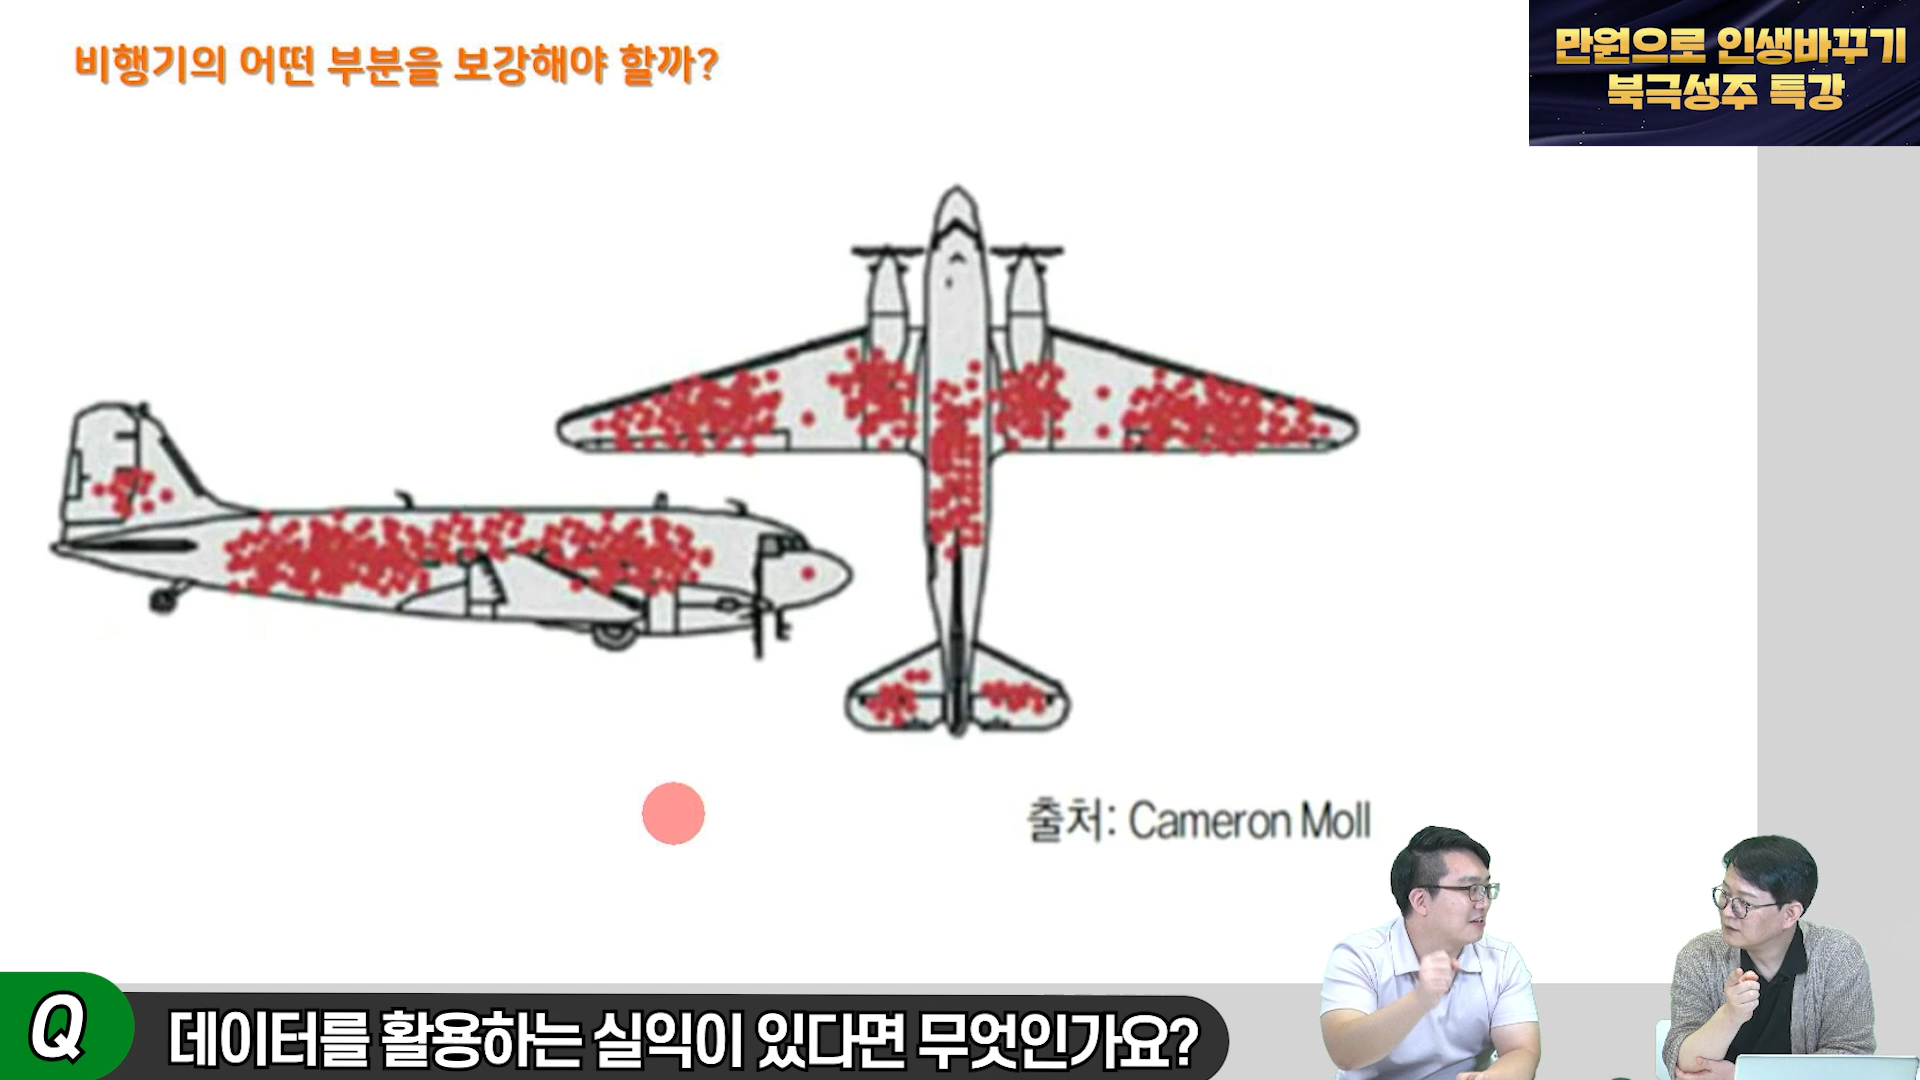 비행기의 어떤 부분을 보강해야 할까?
만원으로 인생바꾸기
북극성주 특강
출처: Cameron Moll
Q 데이터를 활용하는 실익이 있다면 무엇인가요?